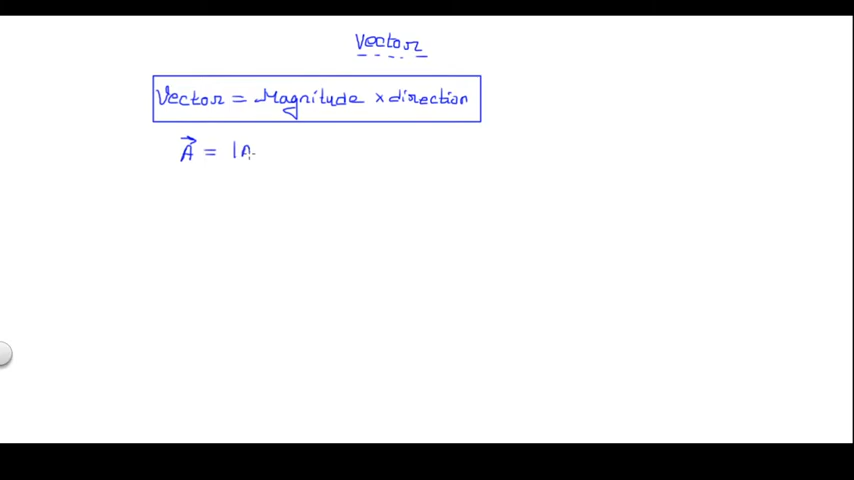 Vector
Vector = Magnitude × direction
A⃗ = |A